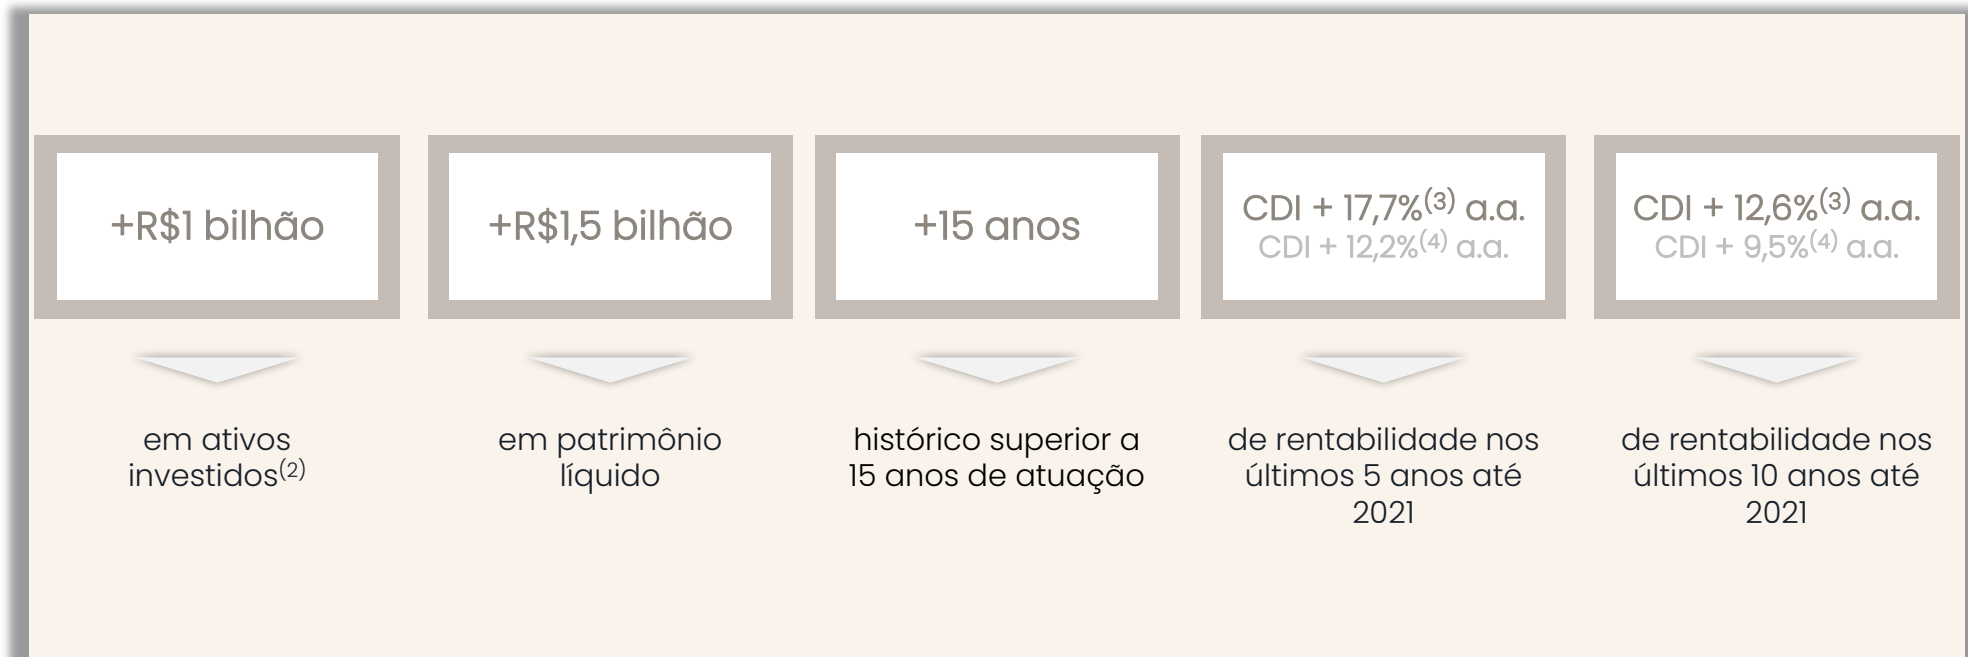 +R$1 bilhão
em ativos
investidos(2)
+R$1,5 bilhão
em patrimônio
líquido
+15 anos
histórico superior a
15 anos de atuação
CDI + 17,7%(3) a.a.
CDI + 12,2%(4) a.a.
de rentabilidade nos
últimos 5 anos até
2021
CDI + 12,6%(3) a.a.
CDI + 9,5%(4) a.a.
de rentabilidade nos
últimos 10 anos até
2021